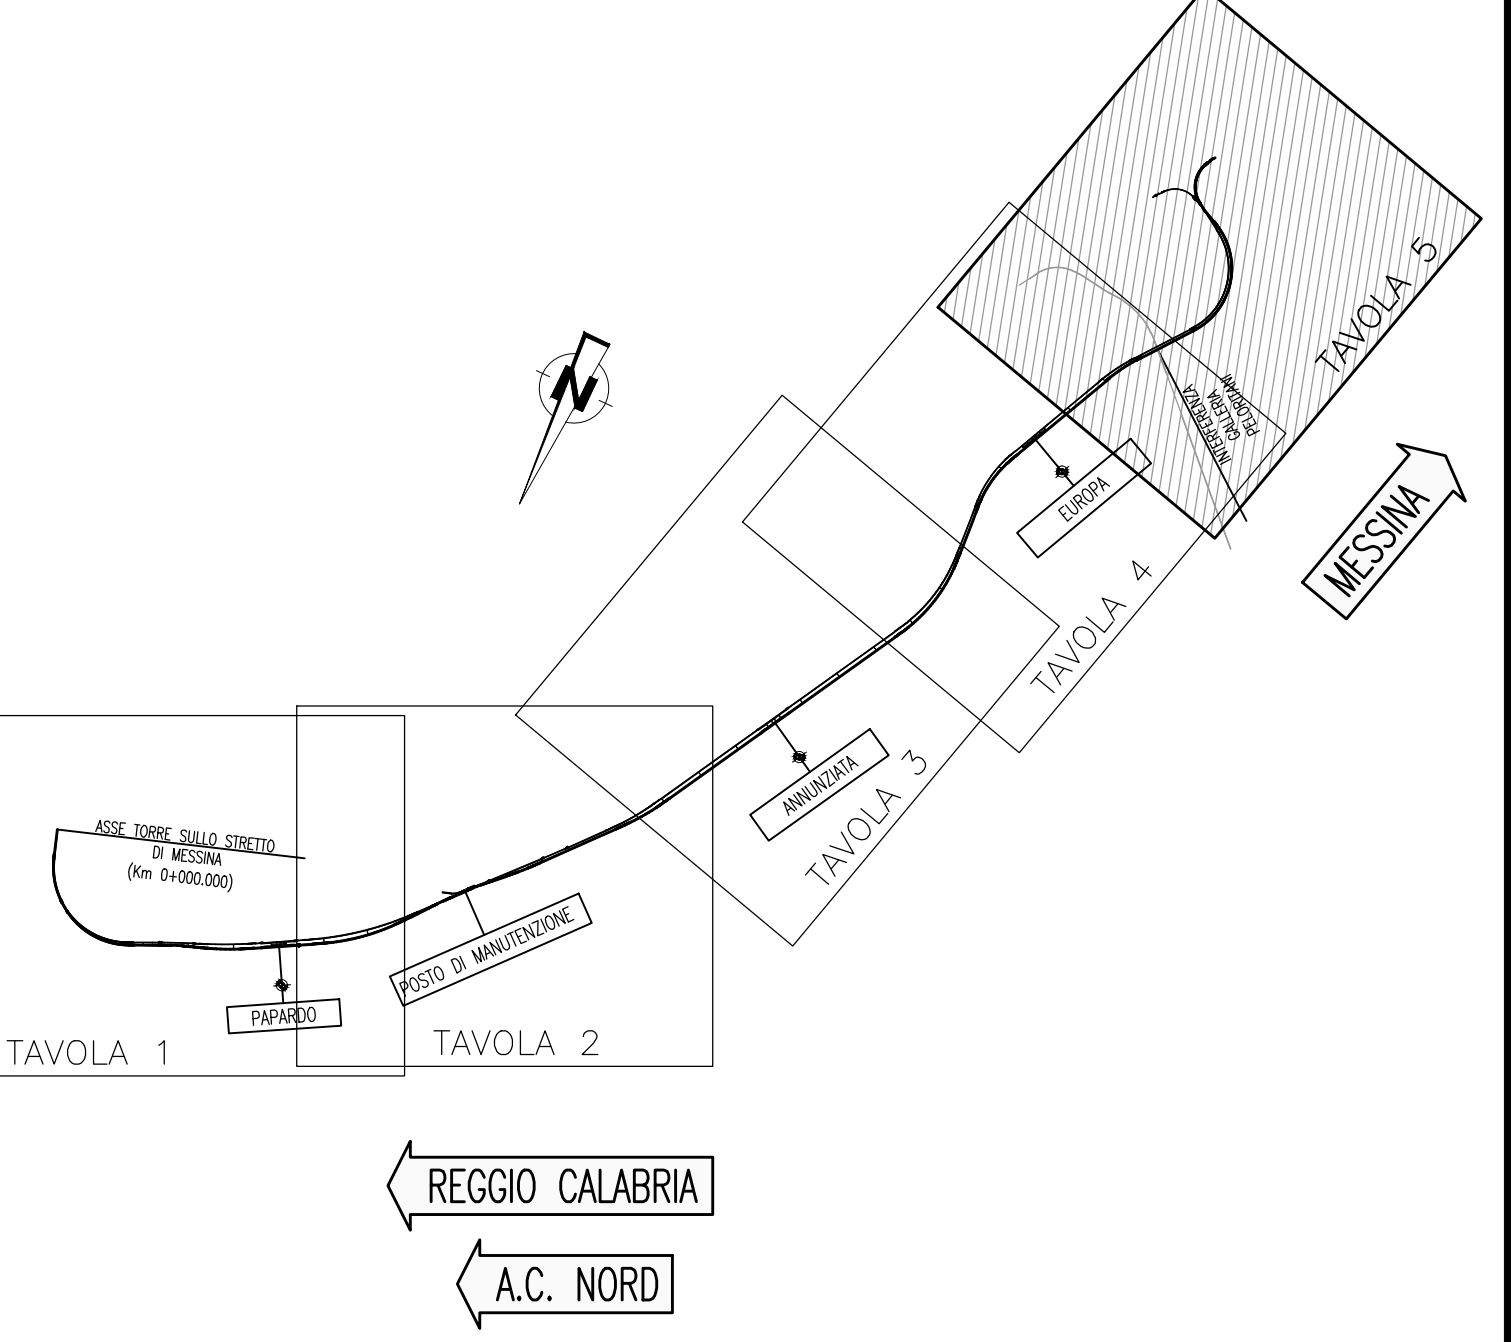 TAVOLA 5
INTERFERENZA
GALLERIA
PELORITANI
N
MESSINA
EUROPA
TAVOLA 4
ANNUNZIATA
TAVOLA 3
ASSE TORRE SULLO STRETTO
DI MESSINA
(Km 0+000.000)
POSTO DI MANUTENZIONE
PAPARDO
TAVOLA 1
TAVOLA 2
REGGIO CALABRIA
A.C. NORD